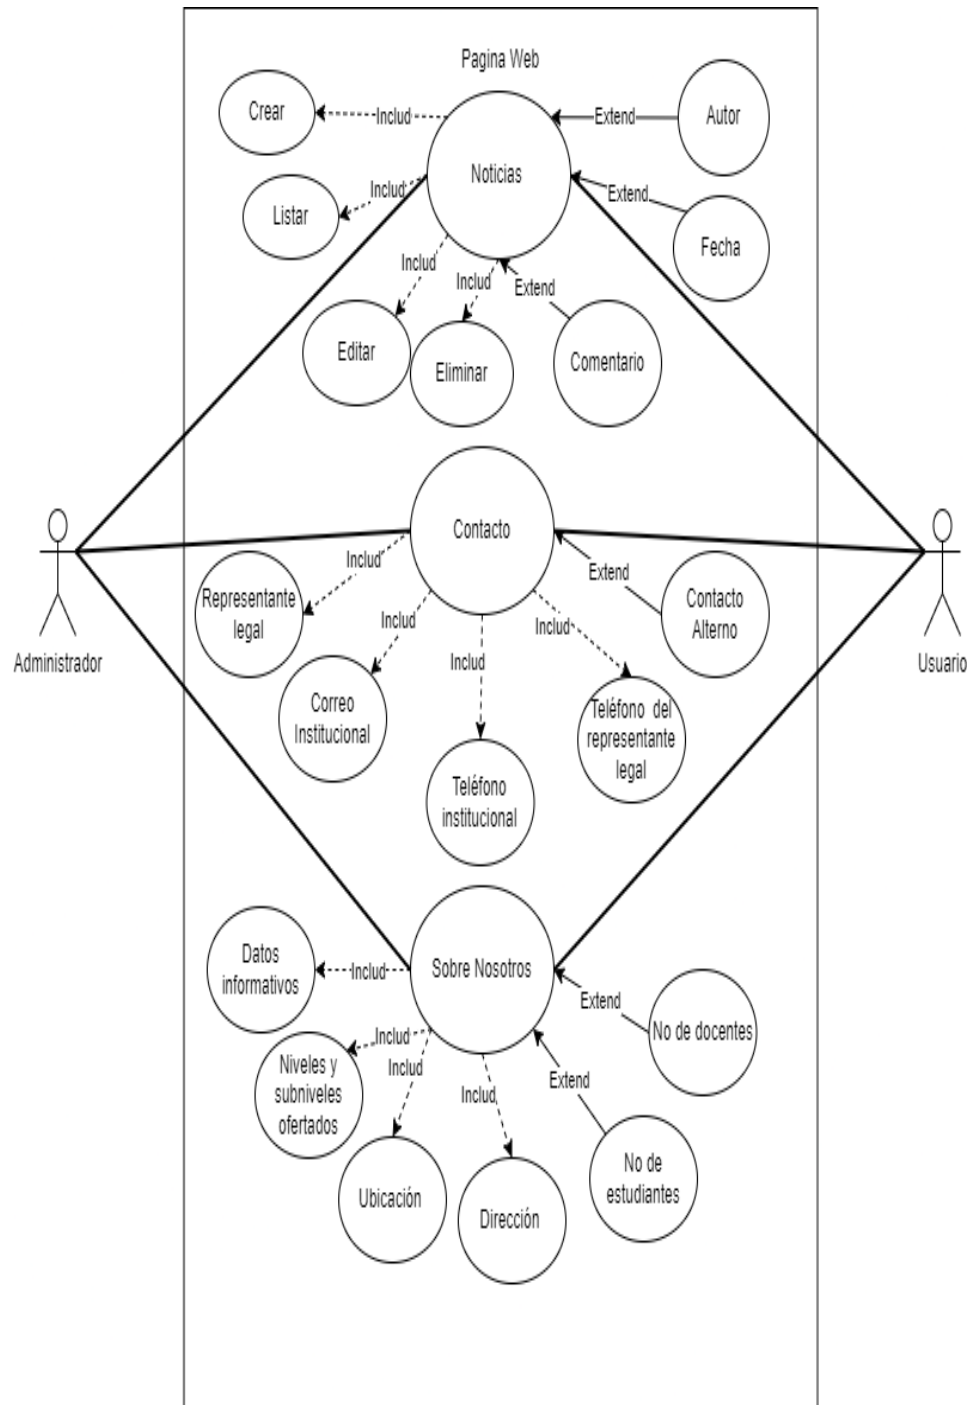 Pagina Web
Crear
Includ
Extend
Autor
Noticias
Includ
Listar
Extend
Fecha
Includ
Includ
Extend
Editar
Eliminar
Comentario
Contacto
Includ
Extend
Representante
legal
Contacto
Alterno
Includ
Includ
Includ
Administrador
Usuario
Correo
Institucional
Teléfono del
representante
legal
Teléfono
institucional
Datos
informativos
Includ
Sobre Nosotros
Extend
No de docentes
Includ
Includ
Niveles y
subniveles
ofertados
Includ
Extend
Ubicación
Dirección
No de
estudiantes